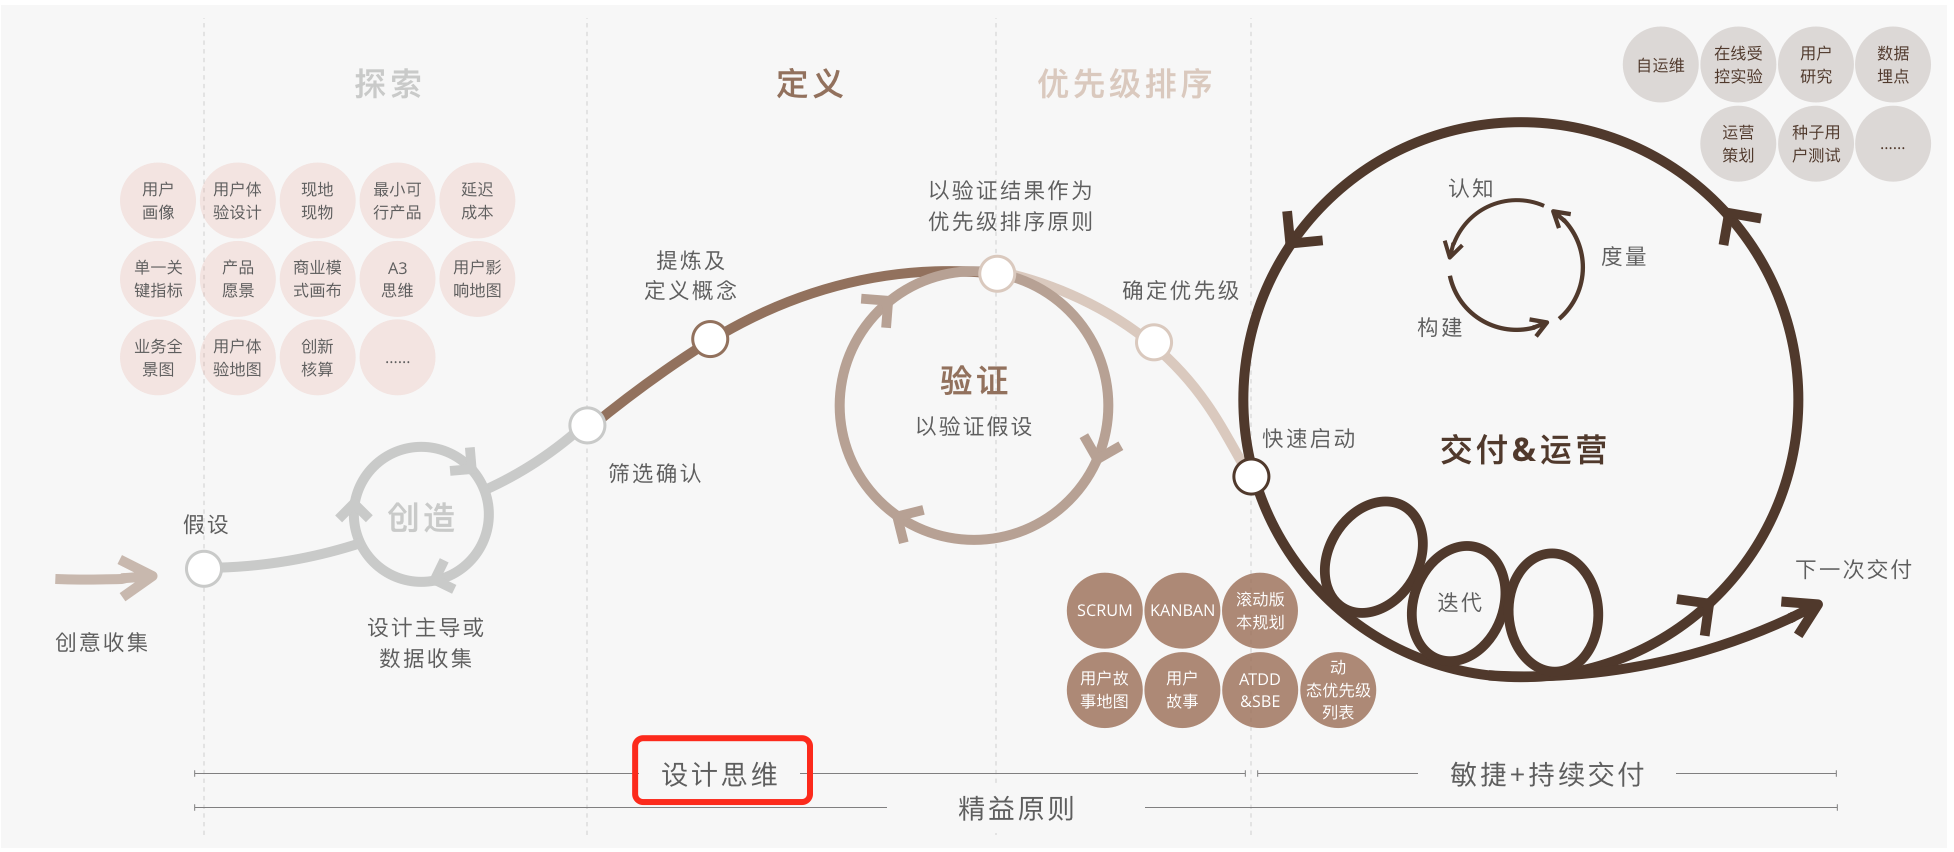 探索
定义
优先级排序
自运维
在线受
控实验
用户
研究
数据
埋点
运营
策划
种子用
户测试
......
用户
画像
用户体
验设计
现地
现物
最小可
行产品
延迟
成本
单一关
键指标
产品
愿景
商业模
式画布
A3
思维
用户影
响地图
业务全
景图
用户体
验地图
创新
核算
......
以验证结果作为
优先级排序原则
提炼及
定义概念
确定优先级
认知
度量
构建
验证
以验证假设
快速启动
交付&运营
筛选确认
假设
创造
创意收集
设计主导或
数据收集
迭代
下一次交付
SCRUM
KANBAN
滚动版
本规划
用户故
事地图
用户
故事
ATDD
&SBE
动
态优先级
列表
设计思维
敏捷+持续交付
精益原则